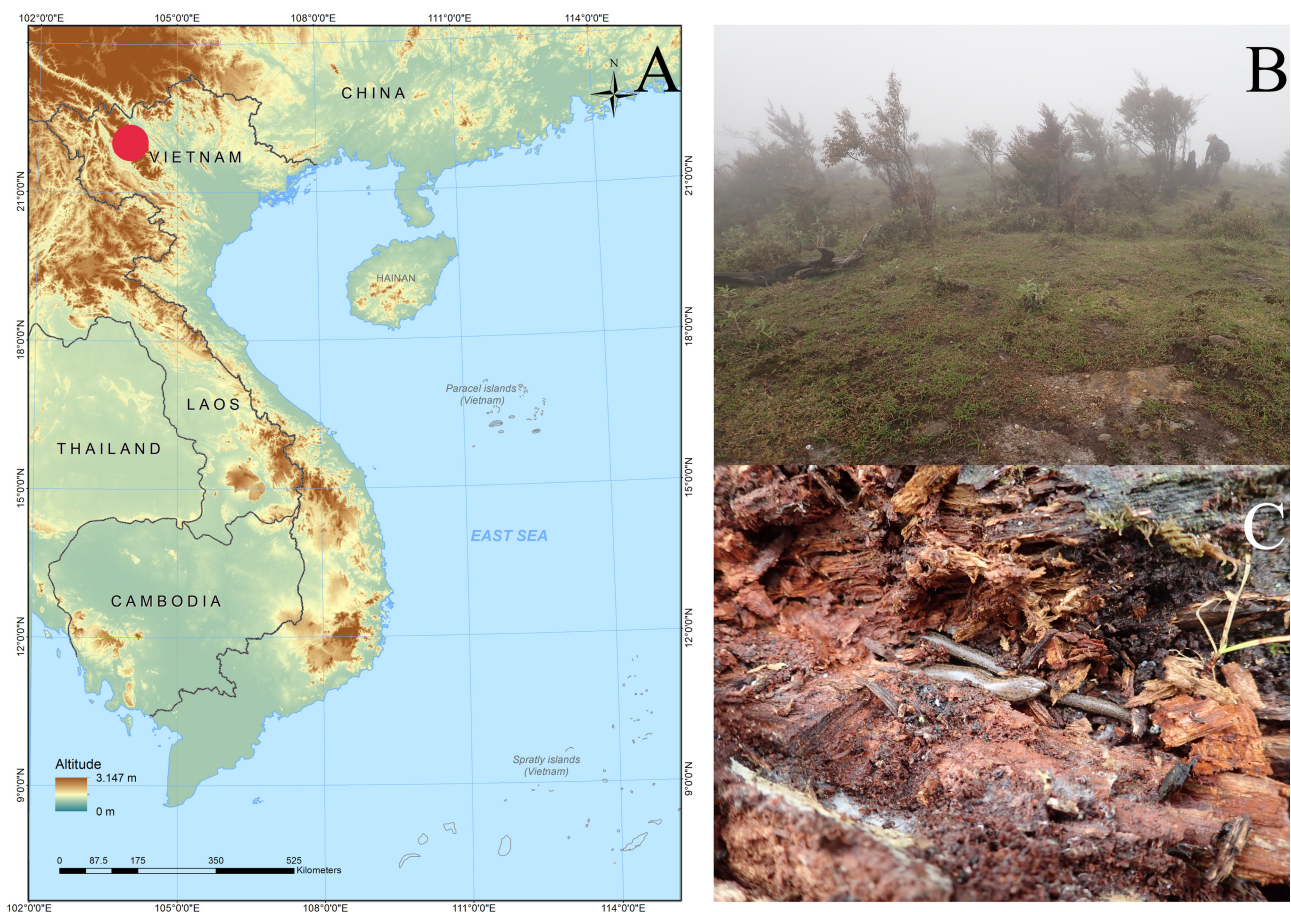 102°0'0"E 105°0'0"E 108°0'0"E 111°0'0"E 114°0'0"E
A
B
N
CHINA
VIETNAM
21°0'0"N
21°0'0"N
HAINAN
18°0'0"N
18°0'0"N
Paracel islands
(Vietnam)
LAOS
THAILAND
15°0'0"N
15°0'0"N
C
EAST SEA
CAMBODIA
12°0'0"N
12°0'0"N
Spratly islands
(Vietnam)
Altitude
3.147 m
0 m
9°0'0"N
9°0'0"N
0 87.5 175 350 525
Kilometers
102°0'0"E 105°0'0"E 108°0'0"E 111°0'0"E 114°0'0"E